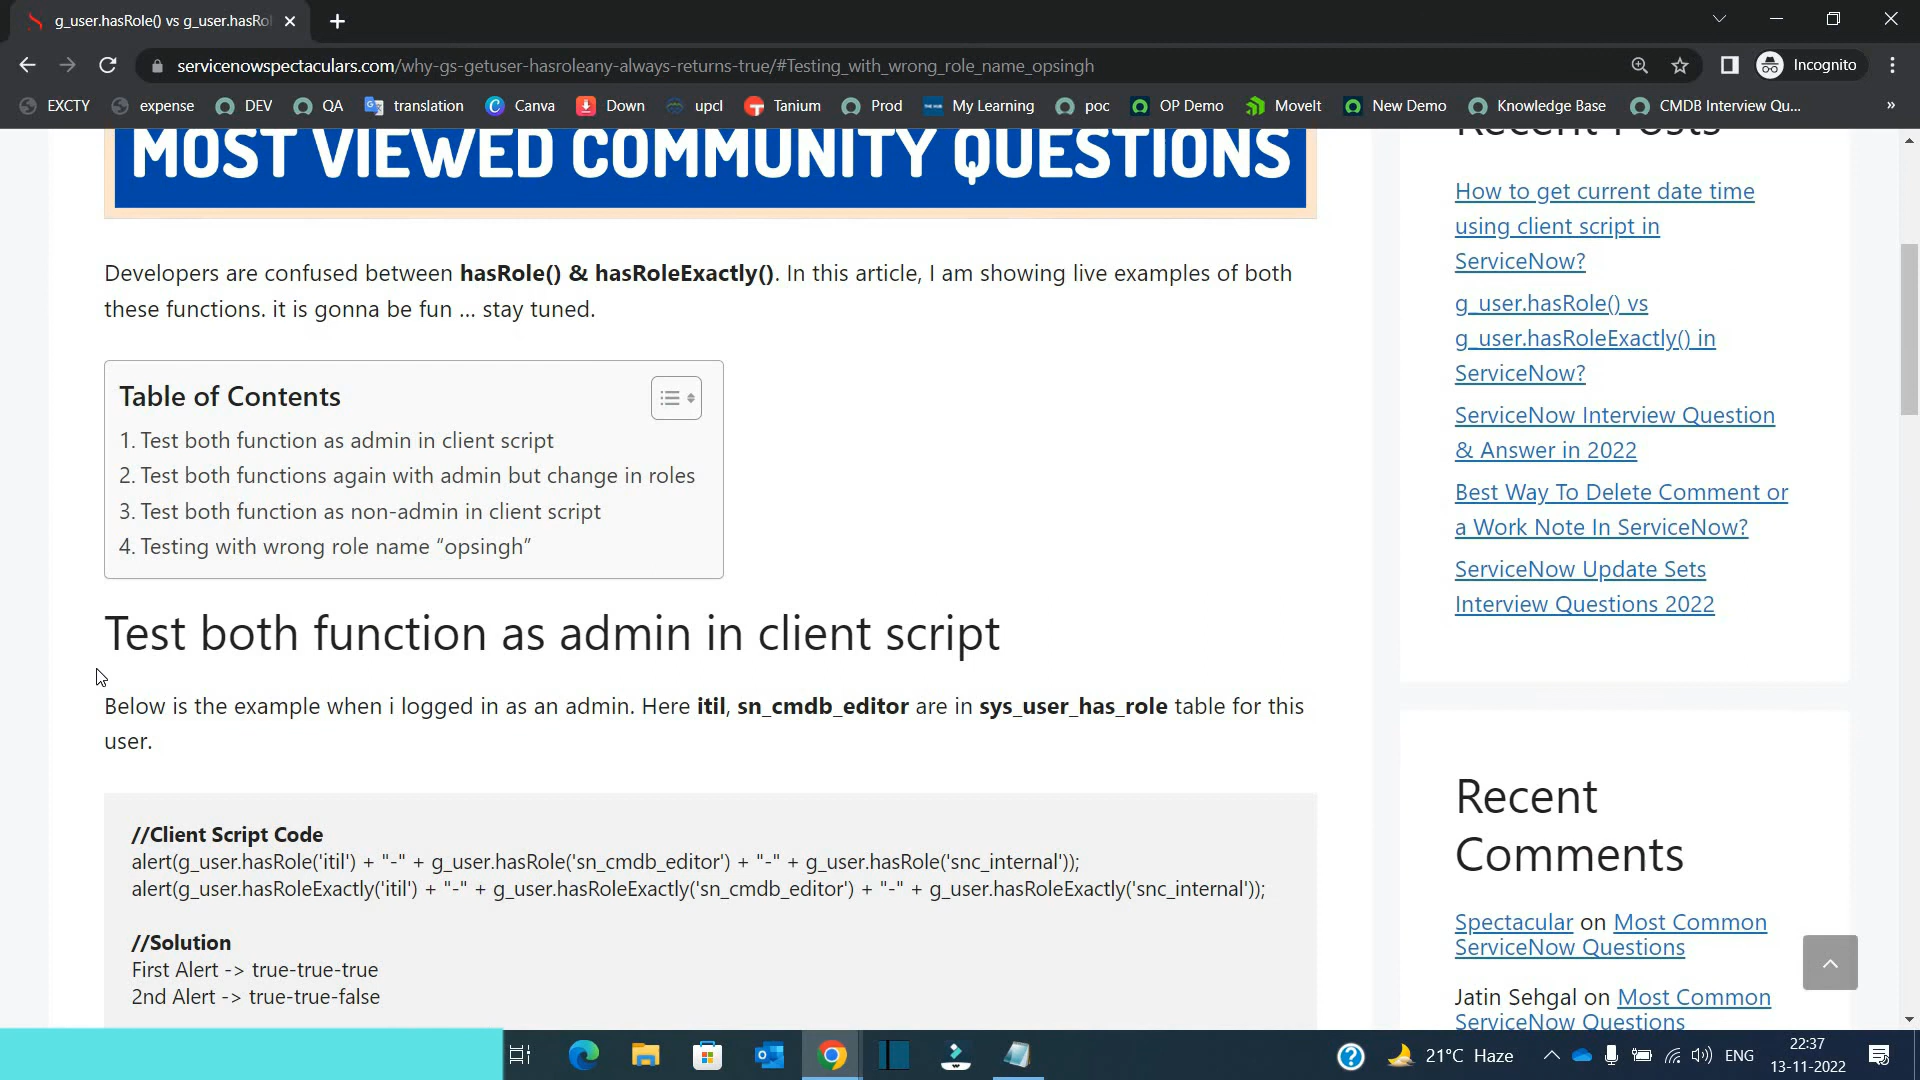 g_user.hasRole() vs g_user.hasRol
servicenowspectaculars.com/why-gs-getuser-hasroleany-always-returns-true/#Testing_with_wrong_role_name_opsingh
Incognito
EXCTY expense DEV QA translation Canva Down upcl Tanium Prod My Learning poc OP Demo MoveIt New Demo Knowledge Base CMDB Interview Qu... »
MOST VIEWED COMMUNITY QUESTIONS
Developers are confused between hasRole() & hasRoleExactly(). In this article, I am showing live examples of both
these functions. it is gonna be fun … stay tuned.
Table of Contents
1. Test both function as admin in client script
2. Test both functions again with admin but change in roles
3. Test both function as non-admin in client script
4. Testing with wrong role name “opsingh”
Test both function as admin in client script
Below is the example when i logged in as an admin. Here itil, sn_cmdb_editor are in sys_user_has_role table for this
user.
//Client Script Code
alert(g_user.hasRole('itil') + "-" + g_user.hasRole('sn_cmdb_editor') + "-" + g_user.hasRole('snc_internal'));
alert(g_user.hasRoleExactly('itil') + "-" + g_user.hasRoleExactly('sn_cmdb_editor') + "-" + g_user.hasRoleExactly('snc_internal'));
//Solution
First Alert -> true-true-true
2nd Alert -> true-true-false
Recent Posts
How to get current date time
using client script in
ServiceNow?
g_user.hasRole() vs
g_user.hasRoleExactly() in
ServiceNow?
ServiceNow Interview Question
& Answer in 2022
Best Way To Delete Comment or
a Work Note In ServiceNow?
ServiceNow Update Sets
Interview Questions 2022
Recent
Comments
Spectacular on Most Common
ServiceNow Questions
Jatin Sehgal on Most Common
ServiceNow Questions
21°C Haze
ENG
22:37
13-11-2022